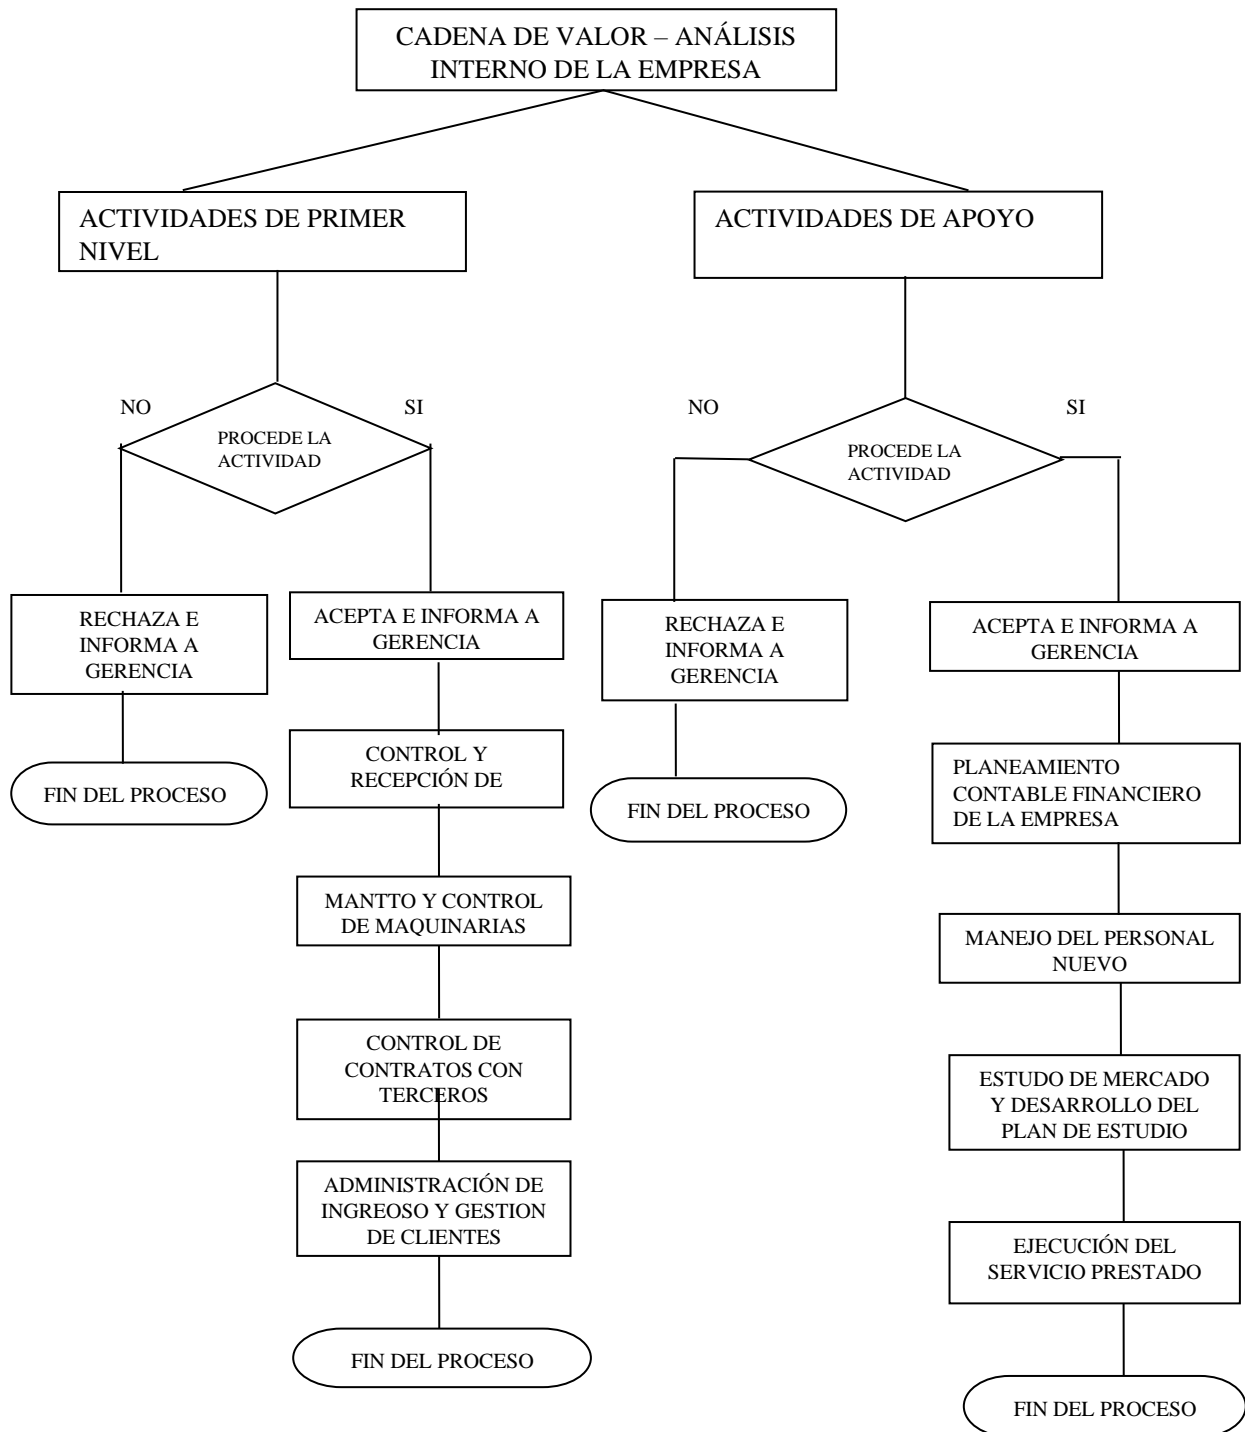 CADENA DE VALOR – ANÁLISIS
INTERNO DE LA EMPRESA
ACTIVIDADES DE PRIMER
NIVEL
ACTIVIDADES DE APOYO
NO
SI
PROCEDE LA
ACTIVIDAD
NO
SI
PROCEDE LA
ACTIVIDAD
RECHAZA E
INFORMA A
GERENCIA
ACEPTA E INFORMA A
GERENCIA
RECHAZA E
INFORMA A
GERENCIA
ACEPTA E INFORMA A
GERENCIA
CONTROL Y
RECEPCIÓN DE
FIN DEL PROCESO
FIN DEL PROCESO
PLANEAMIENTO
CONTABLE FINANCIERO
DE LA EMPRESA
MANTTO Y CONTROL
DE MAQUINARIAS
MANEJO DEL PERSONAL
NUEVO
CONTROL DE
CONTRATOS CON
TERCEROS
ESTUDO DE MERCADO
Y DESARROLLO DEL
PLAN DE ESTUDIO
ADMINISTRACIÓN DE
INGREOSO Y GESTION
DE CLIENTES
EJECUCIÓN DEL
SERVICIO PRESTADO
FIN DEL PROCESO
FIN DEL PROCESO